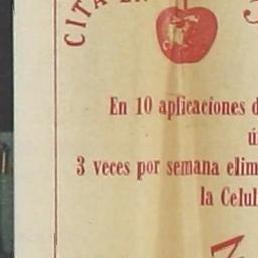 CITA
En 10 aplicaciones d
ú
3 veces por semana elim
la Celul